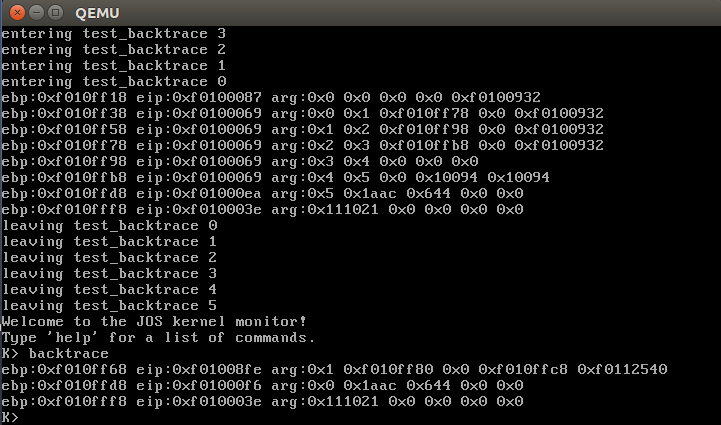 QEMU
entering test_backtrace 3
entering test_backtrace 2
entering test_backtrace 1
entering test_backtrace 0
ebp:0xf010ff18 eip:0xf0100087 arg:0x0 0x0 0x0 0x0 0xf0100932
ebp:0xf010ff38 eip:0xf0100069 arg:0x0 0x1 0xf010ff78 0x0 0xf0100932
ebp:0xf010ff58 eip:0xf0100069 arg:0x1 0x2 0xf010ff98 0x0 0xf0100932
ebp:0xf010ff78 eip:0xf0100069 arg:0x2 0x3 0xf010ffb8 0x0 0xf0100932
ebp:0xf010ff98 eip:0xf0100069 arg:0x3 0x4 0x0 0x0 0x0
ebp:0xf010ffb8 eip:0xf0100069 arg:0x4 0x5 0x0 0x10094 0x10094
ebp:0xf010ffd8 eip:0xf01000ea arg:0x5 0x1aac 0x644 0x0 0x0
ebp:0xf010fff8 eip:0xf010003e arg:0x111021 0x0 0x0 0x0 0x0
leaving test_backtrace 0
leaving test_backtrace 1
leaving test_backtrace 2
leaving test_backtrace 3
leaving test_backtrace 4
leaving test_backtrace 5
Welcome to the JOS kernel monitor!
Type 'help' for a list of commands.
K> backtrace
ebp:0xf010ff68 eip:0xf01008fe arg:0x1 0xf010ff80 0x0 0xf010ffc8 0xf0112540
ebp:0xf010ffd8 eip:0xf01000f6 arg:0x0 0x1aac 0x644 0x0 0x0
ebp:0xf010fff8 eip:0xf010003e arg:0x111021 0x0 0x0 0x0 0x0
K>